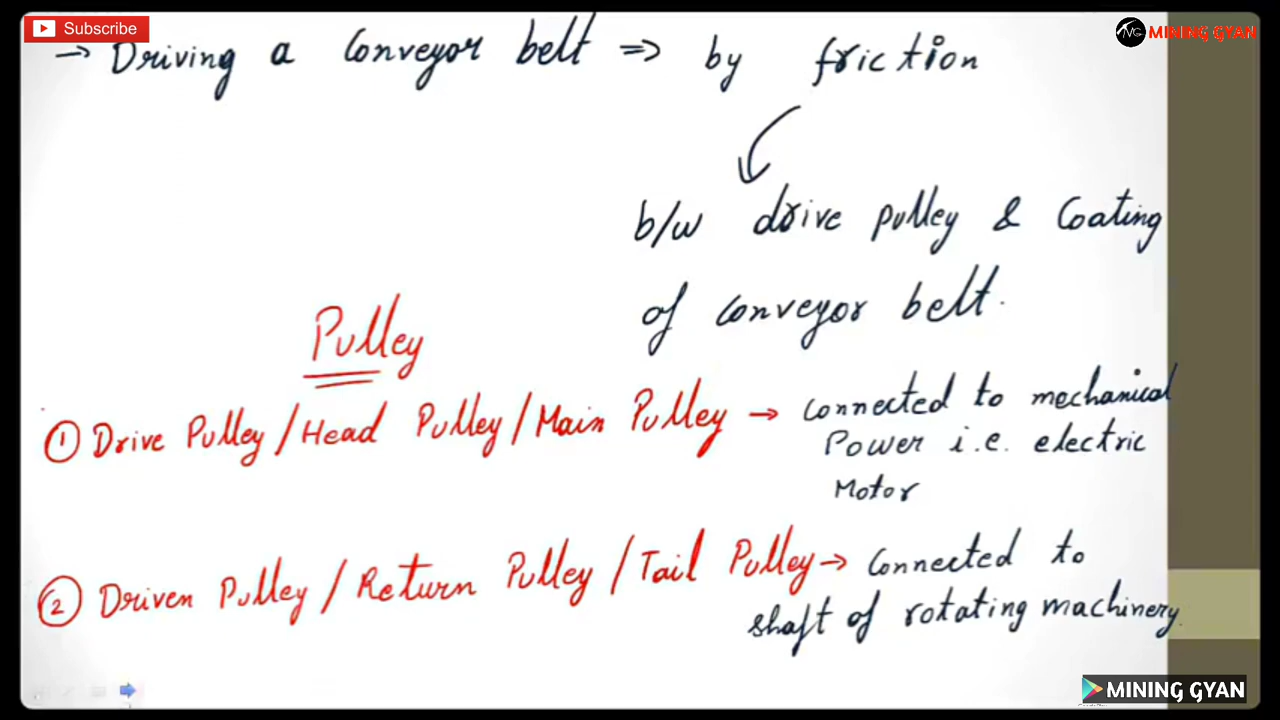 Subscribe
MINING GYAN
→ Driving a Conveyor belt => by friction
b/w drive pulley & Coating
of conveyor belt.
Pulley
① Drive Pulley/Head Pulley/Main Pulley → Connected to mechanical
Power i.e. electric
Motor
② Driven Pulley/Return Pulley/Tail Pulley → Connected to
shaft of rotating machinery.
MINING GYAN